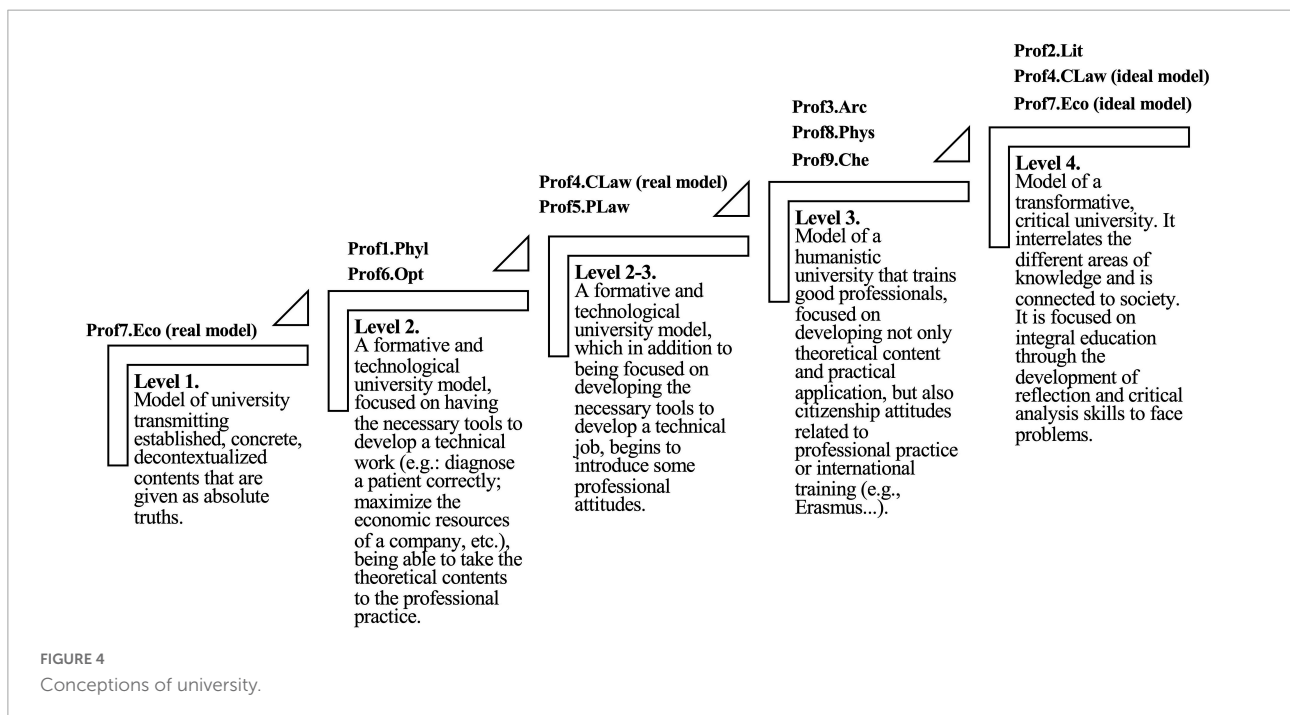 Prof7.Eco (real model)
Level 1.
Model of university
transmitting
established, concrete,
decontextualized
contents that are
given as absolute
truths.
Prof1.Phyl
Prof6.Opt
Level 2.
A formative and
technological
university model,
focused on having
the necessary tools to
develop a technical
work (e.g.: diagnose
a patient correctly;
maximize the
economic resources
of a company, etc.),
being able to take the
theoretical contents
to the professional
practice.
Prof4.CLaw (real model)
Prof5.PLaw
Level 2-3.
A formative and
technological
university model,
which in addition to
being focused on
developing the
necessary tools to
develop a technical
job, begins to
introduce some
professional
attitudes.
Prof3.Arc
Prof8.Phys
Prof9.Che
Level 3.
Model of a
humanistic
university that trains
good professionals,
focused on
developing not only
theoretical content
and practical
application, but also
citizenship attitudes
related to
professional practice
or international
training (e.g.,
Erasmus...).
Prof2.Lit
Prof4.CLaw (ideal model)
Prof7.Eco (ideal model)
Level 4.
Model of a
transformative,
critical university. It
interrelates the
different areas of
knowledge and is
connected to society.
It is focused on
integral education
through the
development of
reflection and critical
analysis skills to face
problems.
FIGURE 4
Conceptions of university.